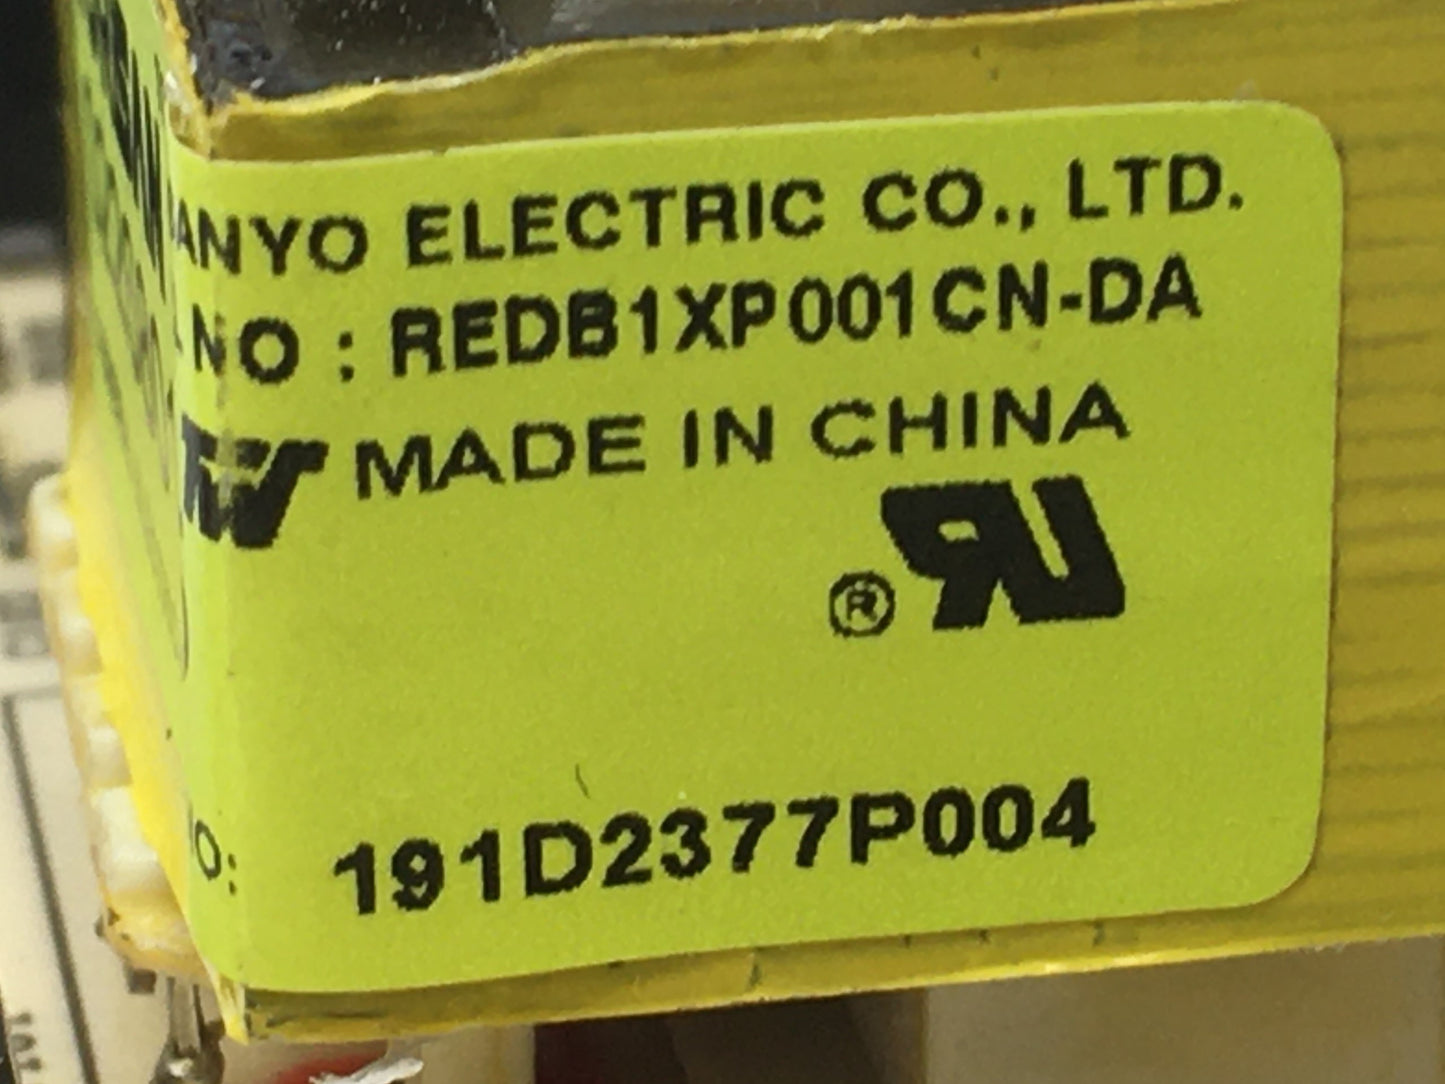 ANYO ELECTRIC CO., LTD.
NO : REDB1XP001CN-DA
MADE IN CHINA
®
O: 191D2377P004